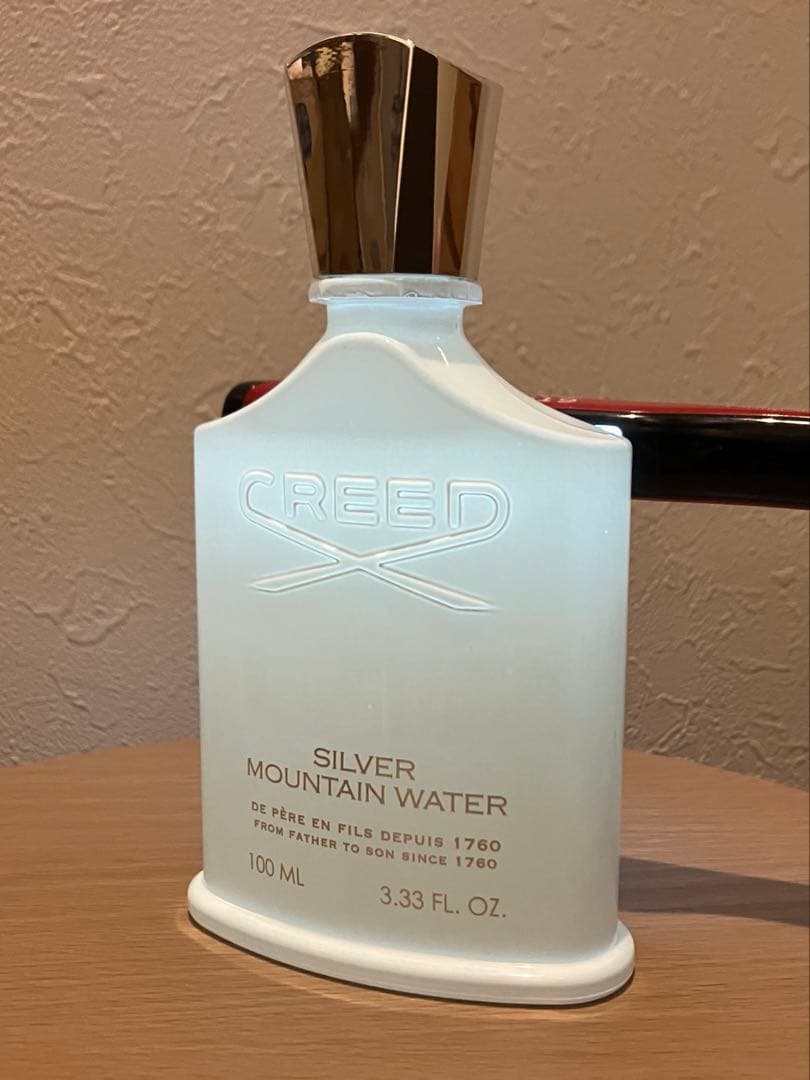 CREED
SILVER
MOUNTAIN WATER
DE PÈRE EN FILS DEPUIS 1760
FROM FATHER TO SON SINCE 1760
100 ML
3.33 FL. OZ.